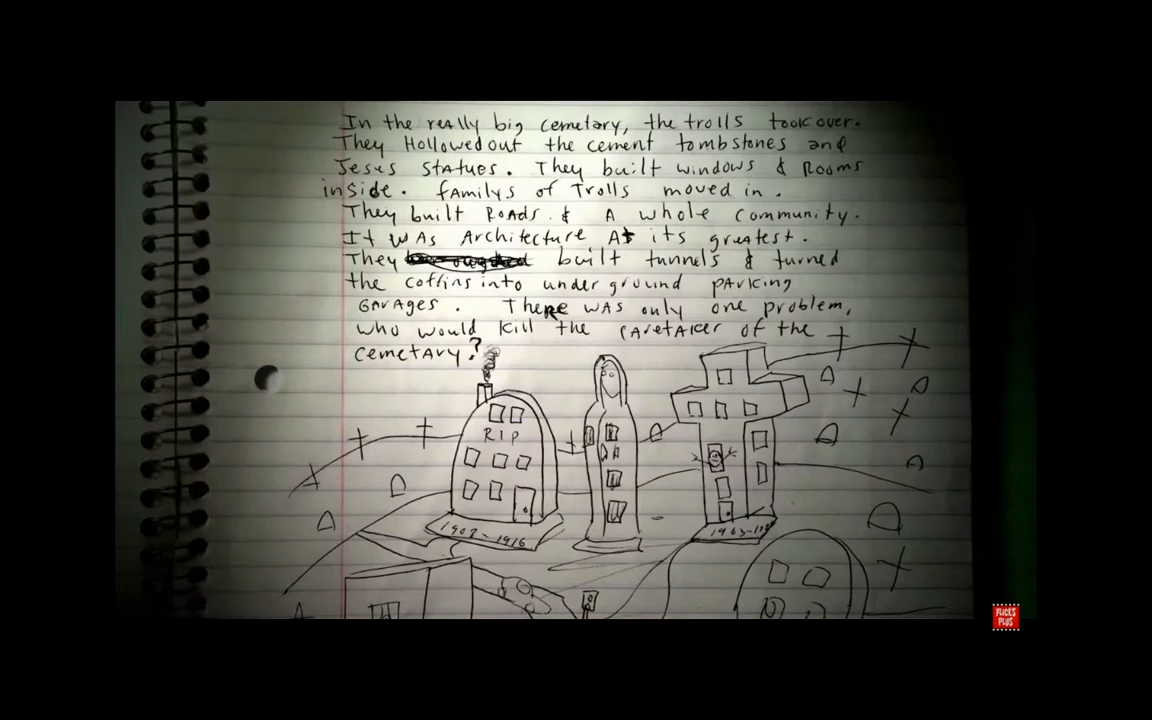 In the really big cemetary, the trolls took over.
They Hollowed out the cement tombstones and
Jesus statues. They built windows & Rooms
inside. familys of Trolls moved in.
They built Roads & A whole community.
It was Architecture At its greatest.
They built tunnels & turned
the coffins into underground parking
GArAges. There was only one problem,
who would kill the caretaker of the
cemetary?
RIP
1907-1916
1963-
FLICKS
PLUS